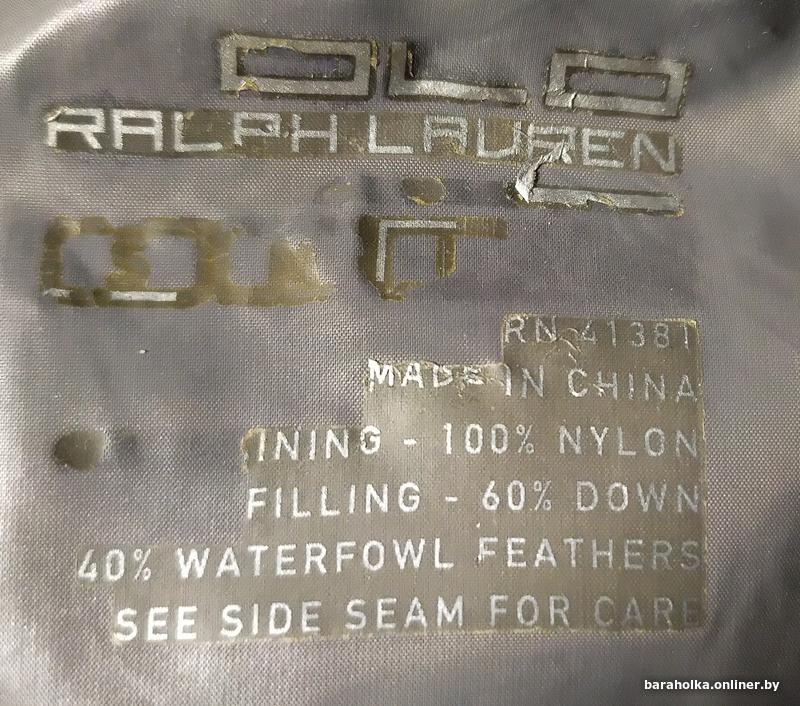 OLO
RALPH LAUREN
RN 41381
MADE IN CHINA
INING - 100% NYLON
FILLING - 60% DOWN
40% WATERFOWL FEATHERS
SEE SIDE SEAM FOR CARE
baraholka.onliner.by